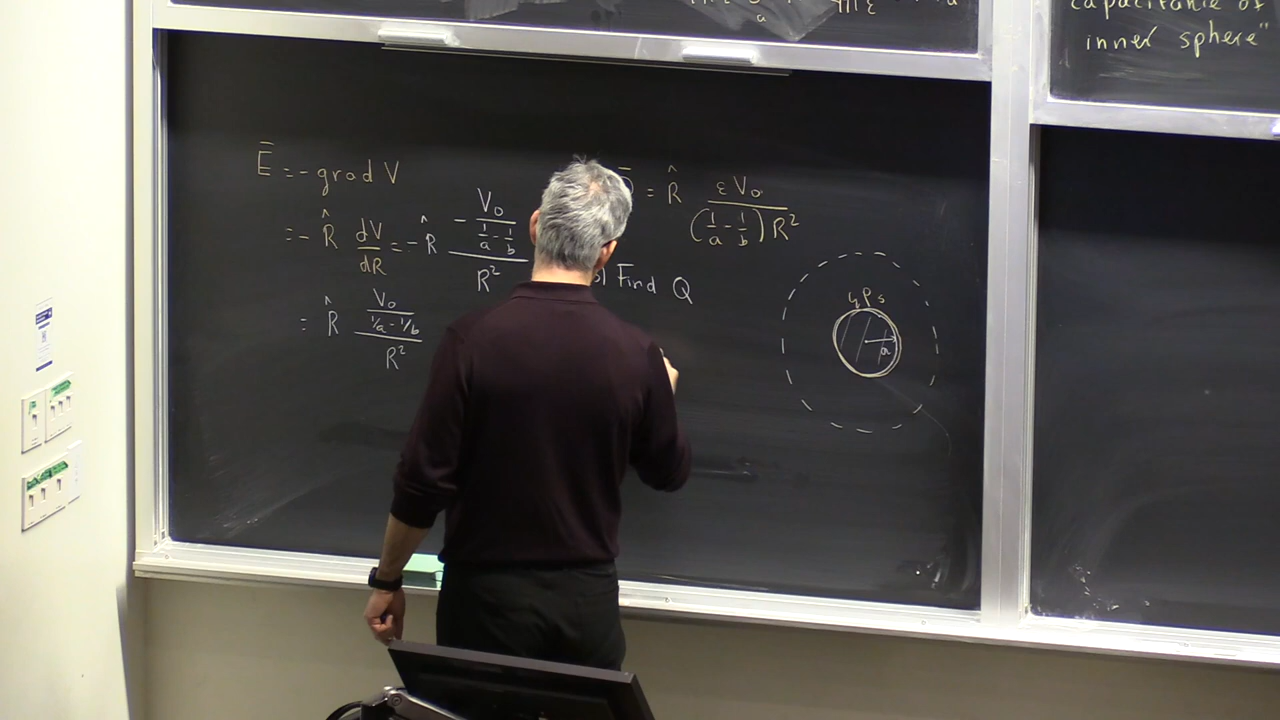 capacitance of
inner sphere"
Ē = - grad V
= - R̂ dV/dR = - R̂ (- V₀/(1/a - 1/b))/R²
= R̂ (V₀/(1/a - 1/b))/R²
= R̂ εV₀/((1/a - 1/b)R²)
Find Q
ρs
a